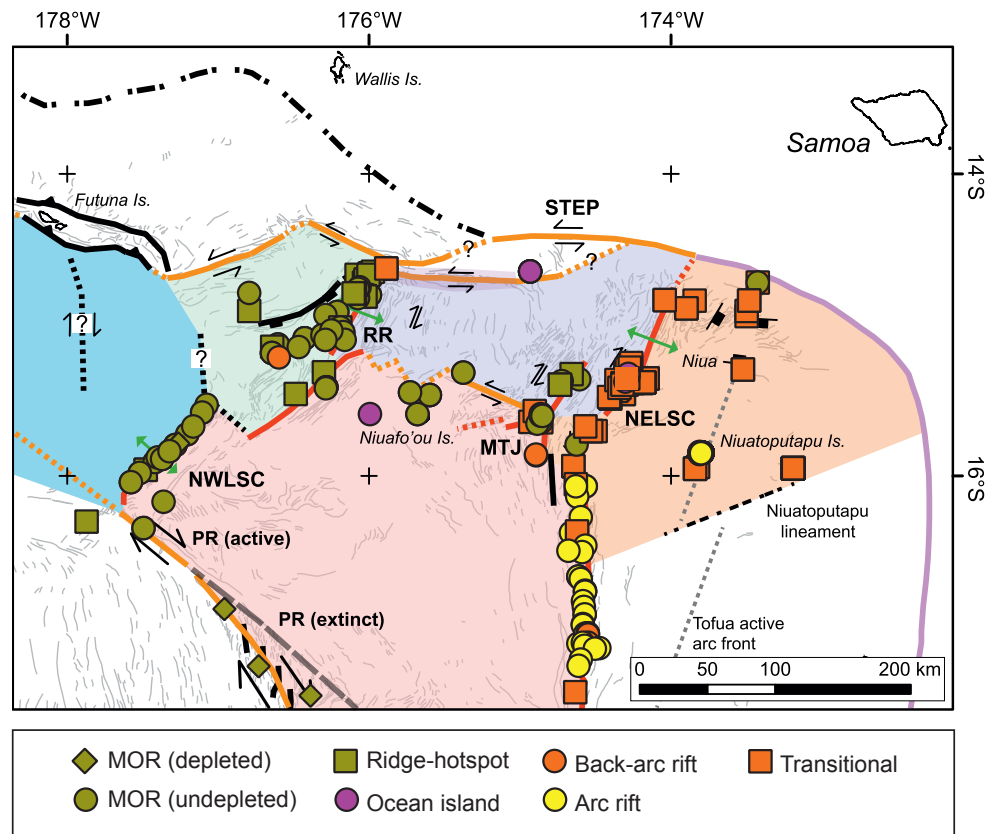 178°W 176°W 174°W
Wallis Is.
Samoa
14°S
Futuna Is.
STEP
?
?
?
?
RR
Niua
Niuafo'ou Is.
MTJ
NELSC
Niuatoputapu Is.
NWLSC
16°S
Niuatoputapu
lineament
PR (active)
PR (extinct)
Tofua active
arc front
0 50 100 200 km
MOR (depleted) Ridge-hotspot Back-arc rift Transitional
MOR (undepleted) Ocean island Arc rift